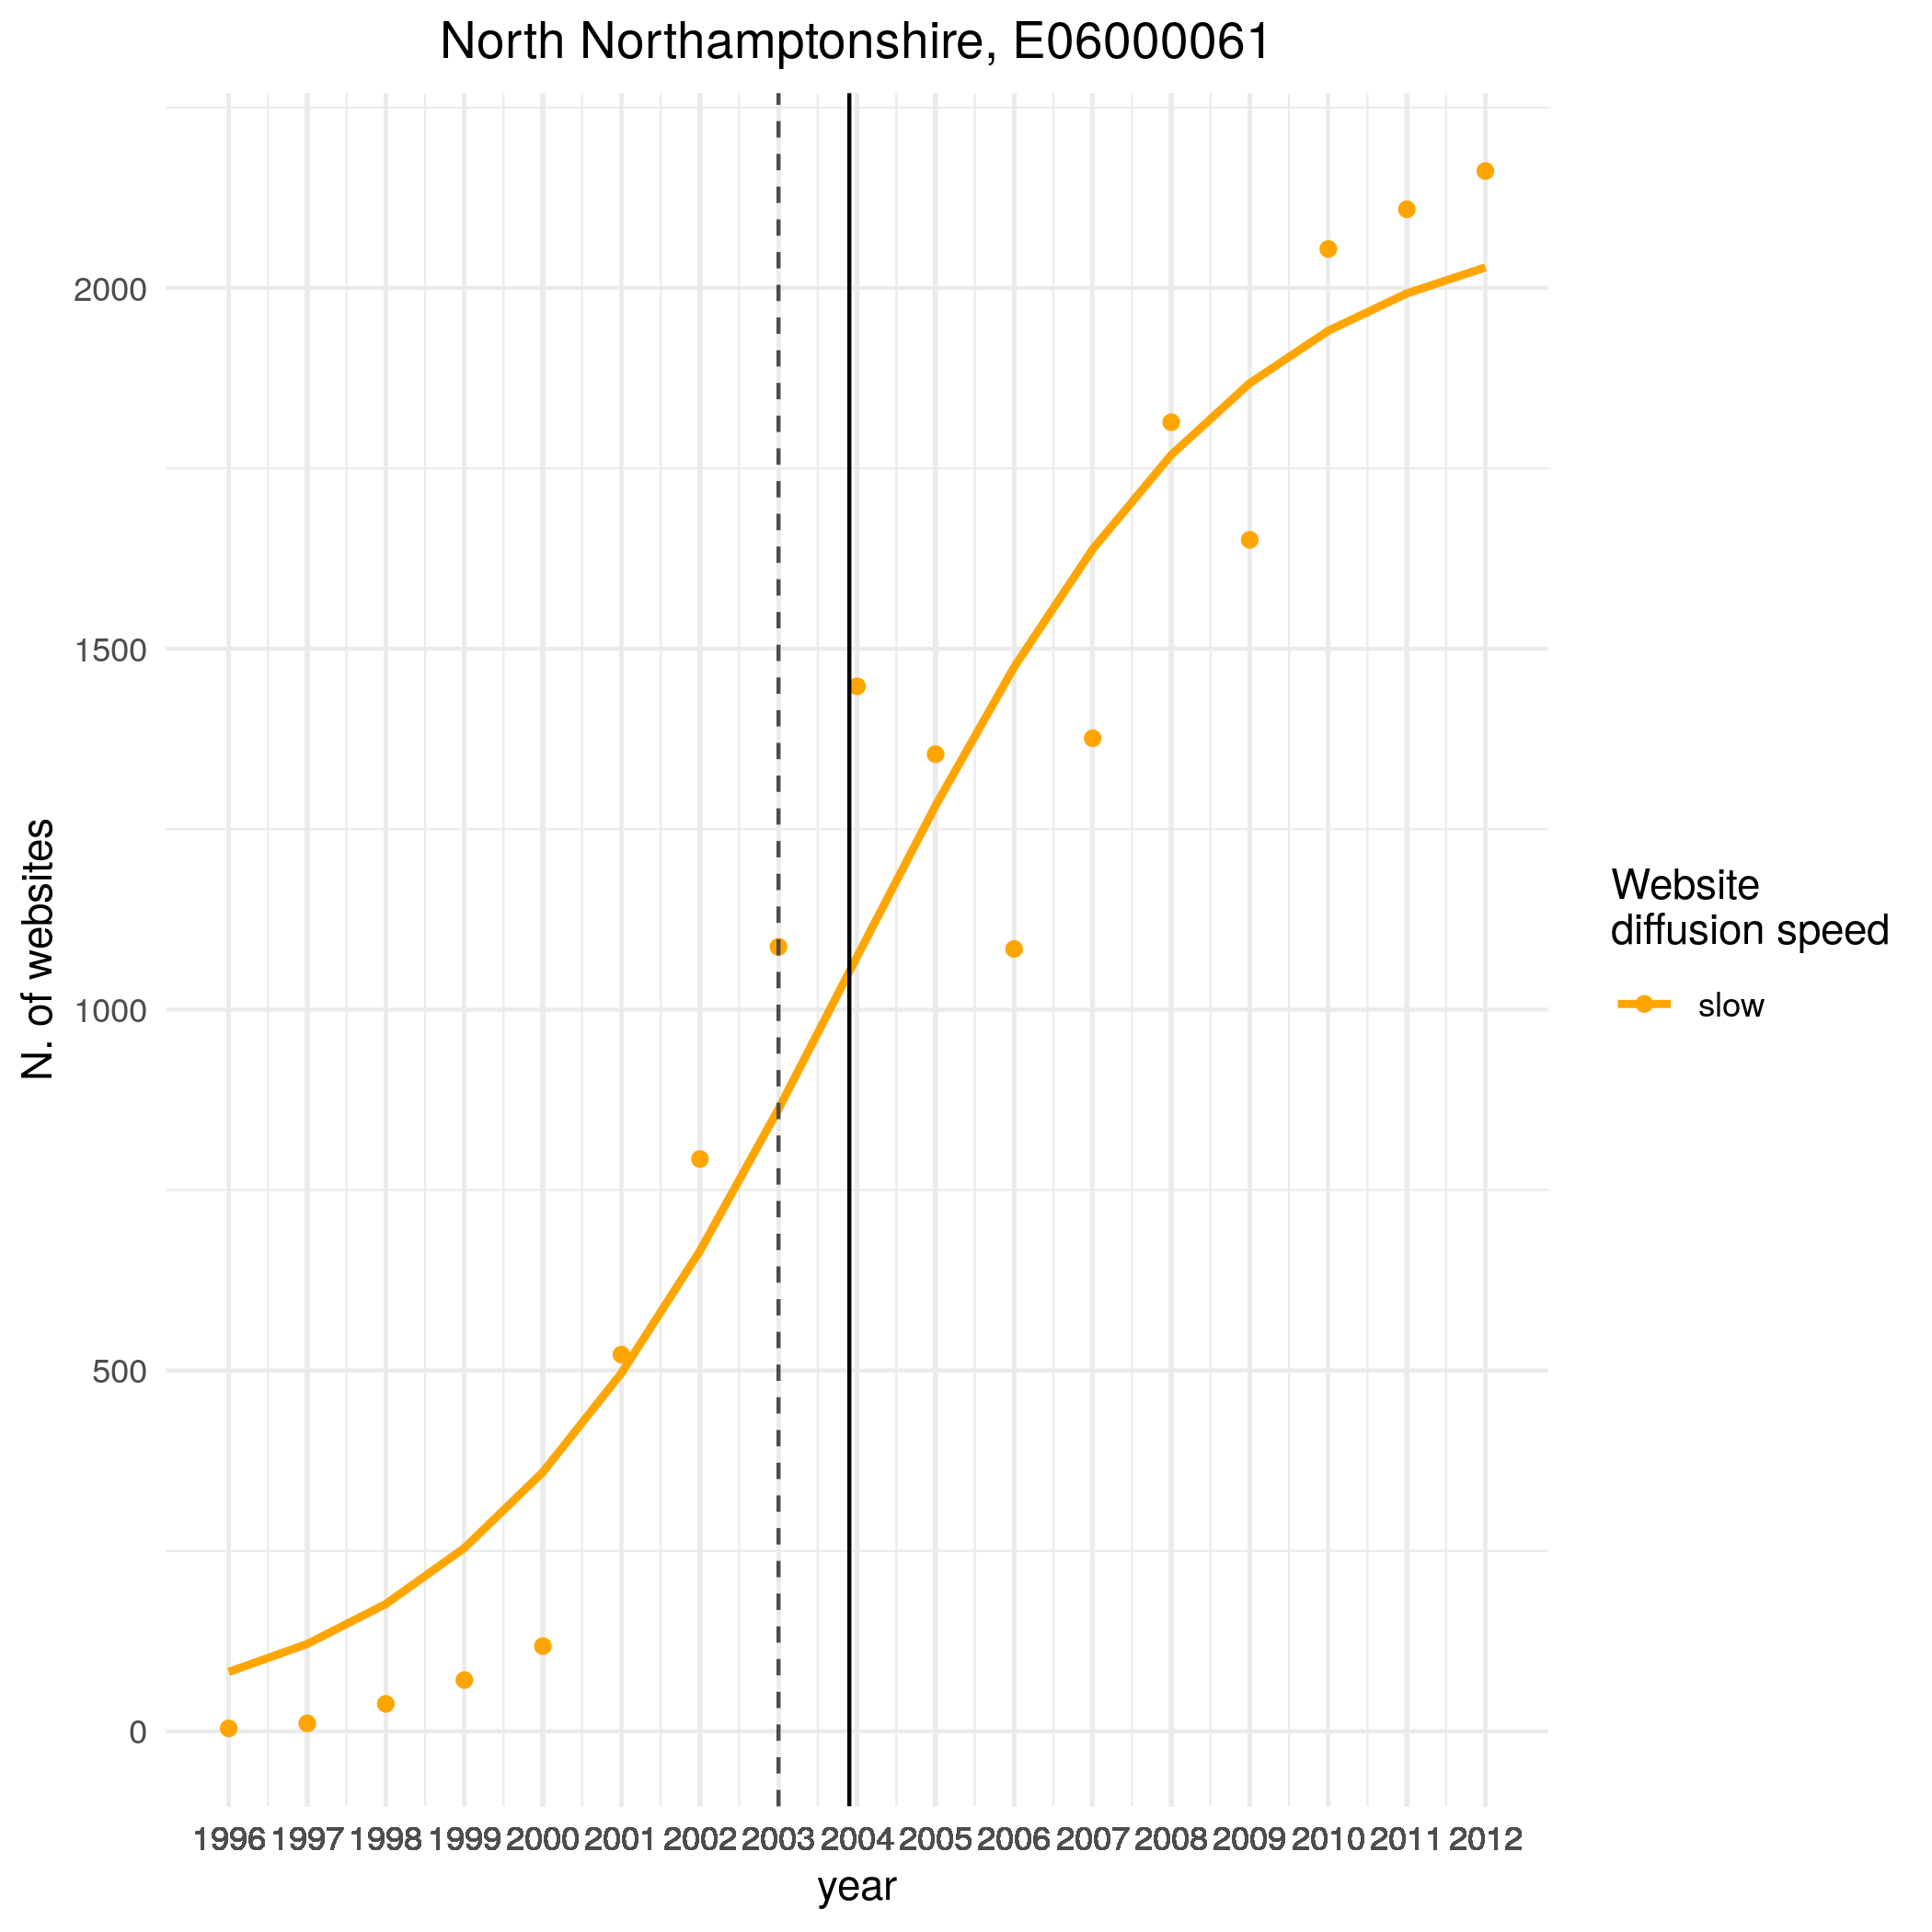 North Northamptonshire, E06000061
N. of websites
2000
1500
1000
500
0
1996 1997 1998 1999 2000 2001 2002 2003 2004 2005 2006 2007 2008 2009 2010 2011 2012
year
Website
diffusion speed
slow